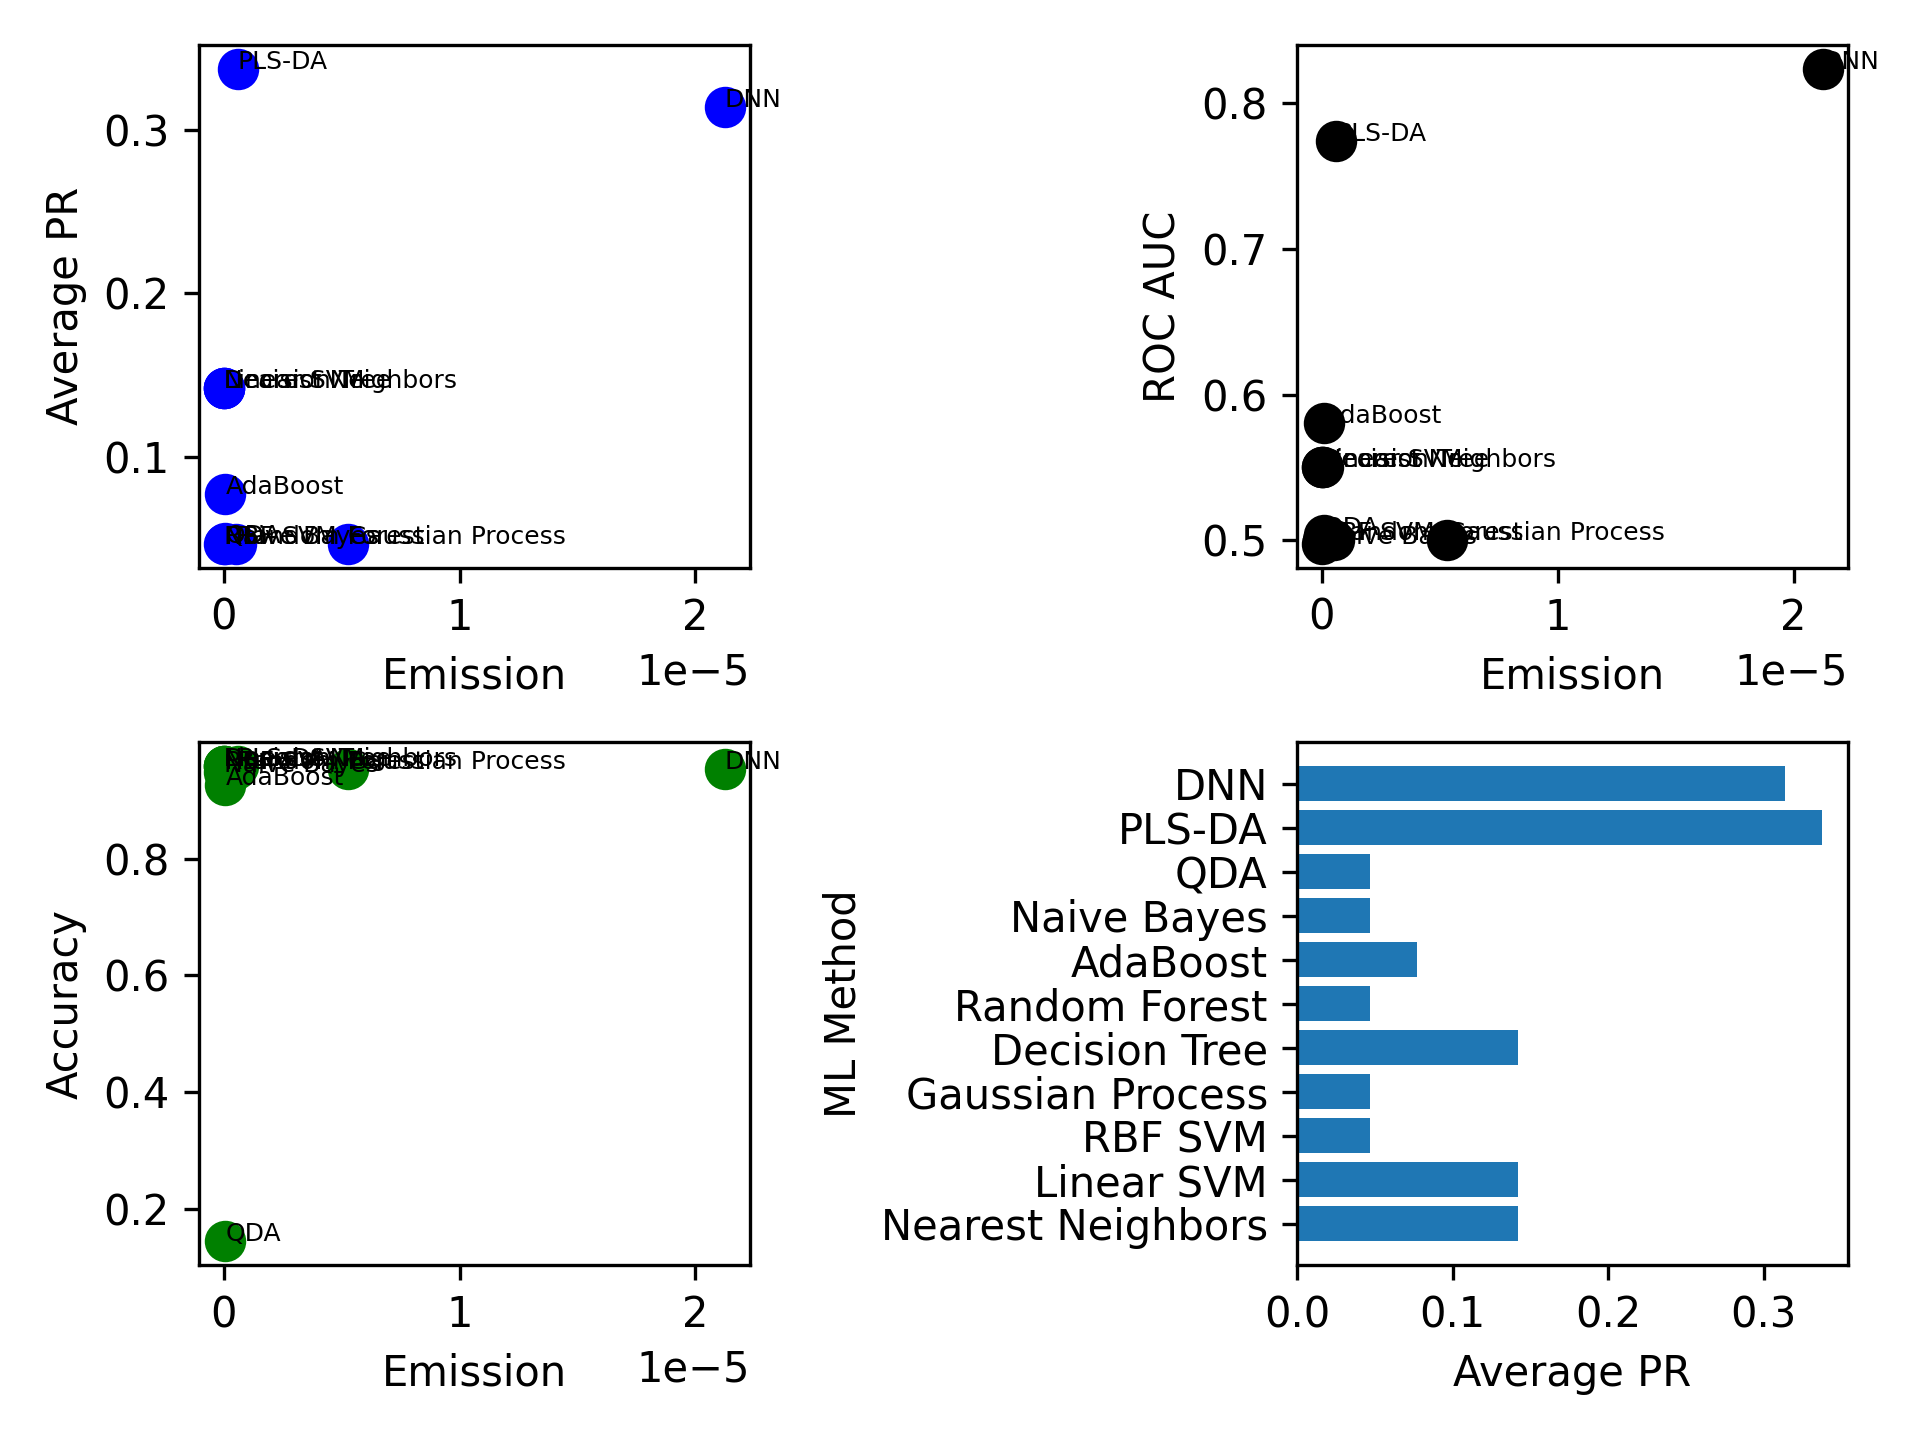 PLS-DA
DNN
0.3
0.2
0.1
Average PR
AdaBoost
Gaussian Process
0 1 2
Emission
1e−5
DNN
PLS-DA
0.8
0.7
0.6
0.5
ROC AUC
AdaBoost
Gaussian Process
0 1 2
Emission
1e−5
Gaussian Process
DNN
AdaBoost
0.8
0.6
0.4
0.2
Accuracy
QDA
0 1 2
Emission
1e−5
ML Method
DNN
PLS-DA
QDA
Naive Bayes
AdaBoost
Random Forest
Decision Tree
Gaussian Process
RBF SVM
Linear SVM
Nearest Neighbors
0.0 0.1 0.2 0.3
Average PR